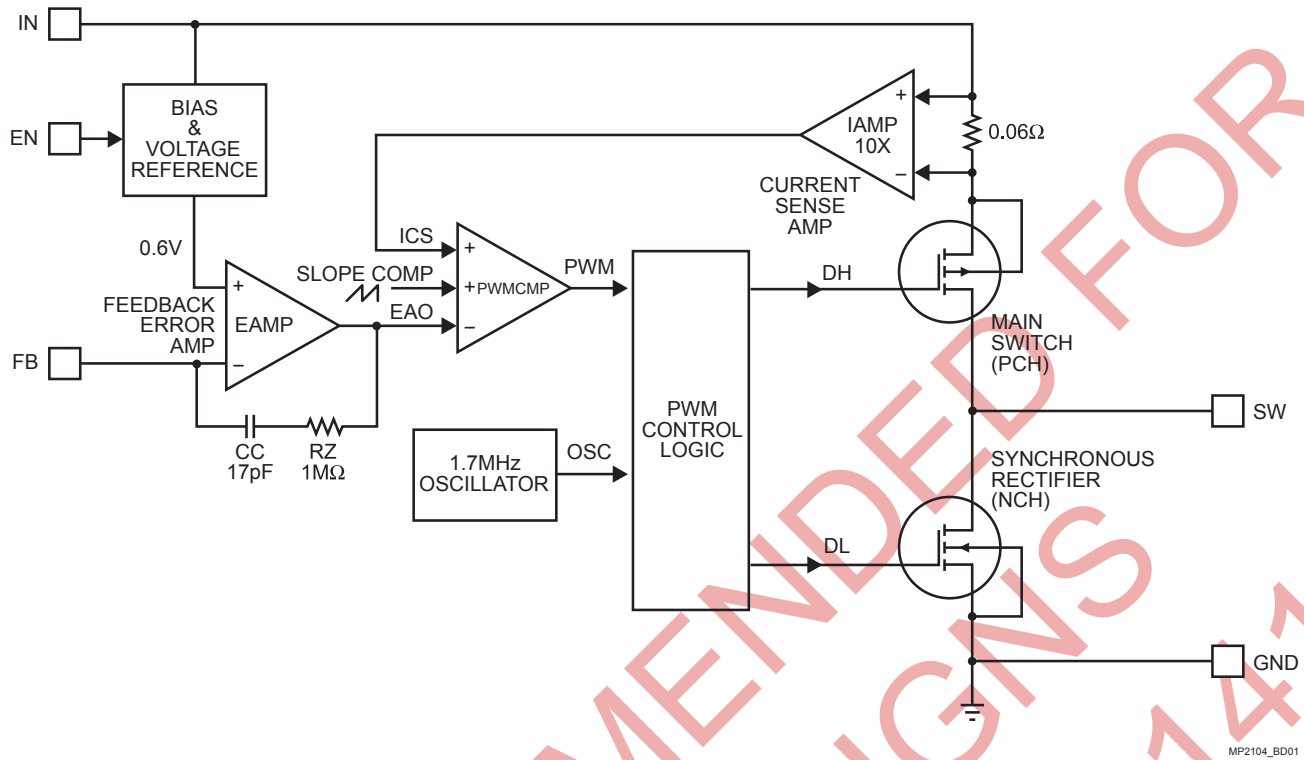 IN
BIAS
&
VOLTAGE
REFERENCE
EN
+
IAMP
10X
−
0.06Ω
CURRENT
SENSE
AMP
0.6V
ICS
+
SLOPE COMP
+
PWMCMP
PWM
EAO
−
FEEDBACK
ERROR
AMP
+
EAMP
−
FB
CC
17pF
RZ
1MΩ
DH
MAIN
SWITCH
(PCH)
PWM
CONTROL
LOGIC
SW
1.7MHz
OSCILLATOR
OSC
SYNCHRONOUS
RECTIFIER
(NCH)
DL
GND
MP2104_BD01
MENDED FOR
IGNS
141